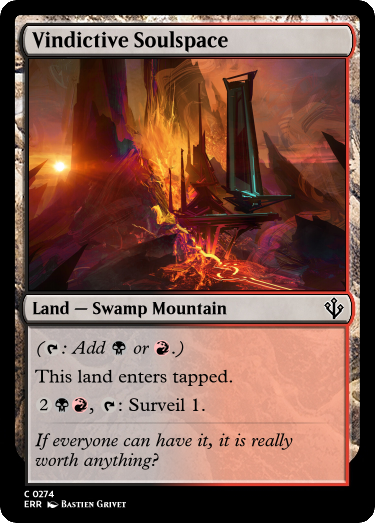 Vindictive Soulspace
Land — Swamp Mountain
(: Add or .)
This land enters tapped.
2 , : Surveil 1.
If everyone can have it, it is really
worth anything?
C 0274
ERR Bastien Grivet